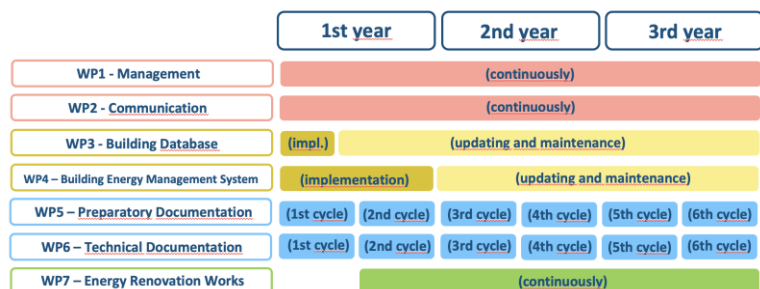 1st year 2nd year 3rd year
WP1 - Management (continuously)
WP2 - Communication (continuously)
WP3 - Building Database (impl.) (updating and maintenance)
WP4 – Building Energy Management System (implementation) (updating and maintenance)
WP5 – Preparatory Documentation (1st cycle) (2nd cycle) (3rd cycle) (4th cycle) (5th cycle) (6th cycle)
WP6 – Technical Documentation (1st cycle) (2nd cycle) (3rd cycle) (4th cycle) (5th cycle) (6th cycle)
WP7 – Energy Renovation Works (continuously)